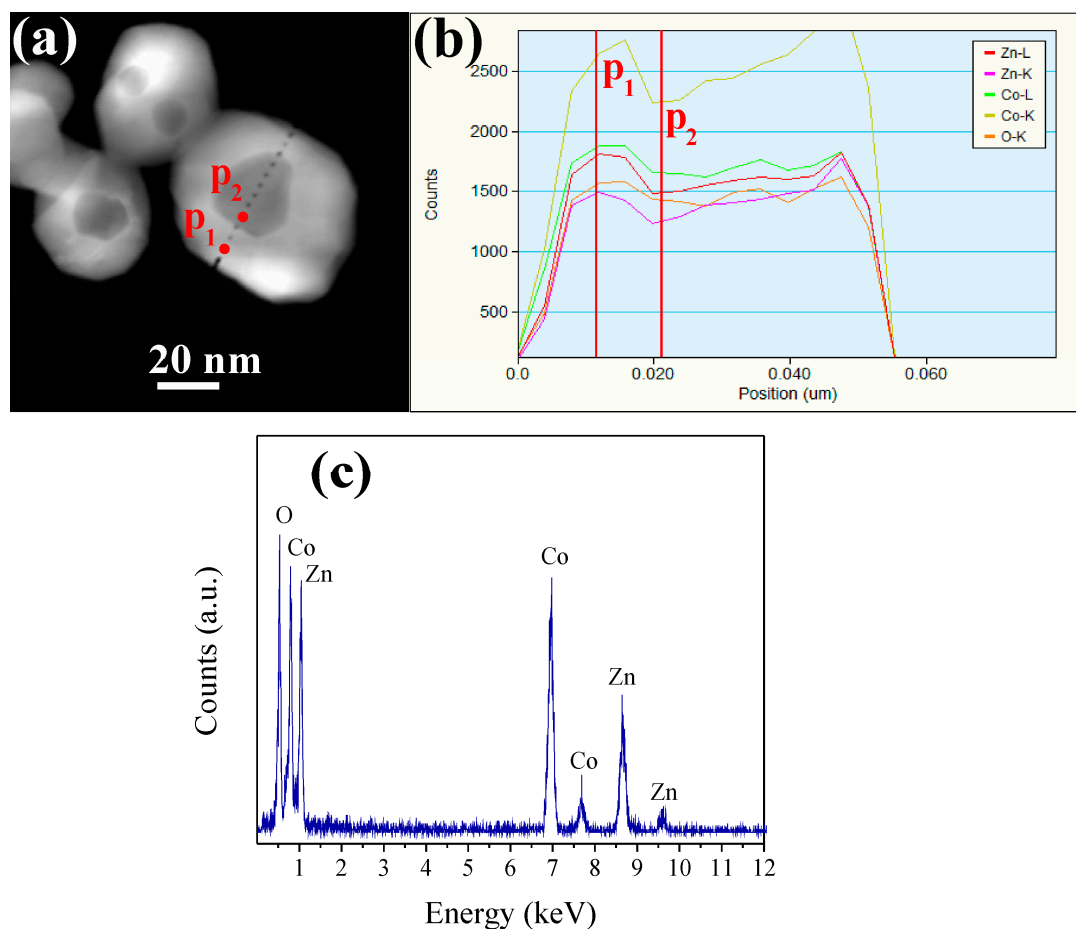 (a)
p2
p1
20 nm
(b)
p1
p2
Zn-L
Zn-K
Co-L
Co-K
O-K
2500
2000
1500
1000
500
Counts
0.0 0.020 0.040 0.060
Position (um)
(c)
O
Co
Zn
Co
Co
Zn
Zn
Counts (a.u.)
1 2 3 4 5 6 7 8 9 10 11 12
Energy (keV)